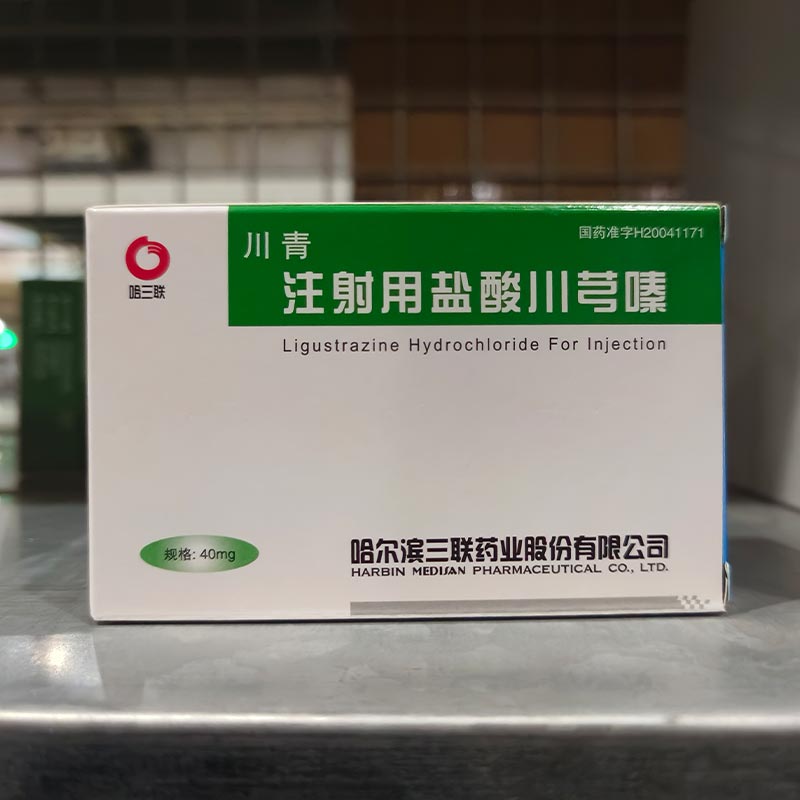 哈三联
川青
国药准字H20041171
注射用盐酸川芎嗪
Ligustrazine Hydrochloride For Injection
规格: 40mg
哈尔滨三联药业股份有限公司
HARBIN MEDISAN PHARMACEUTICAL CO., LTD.